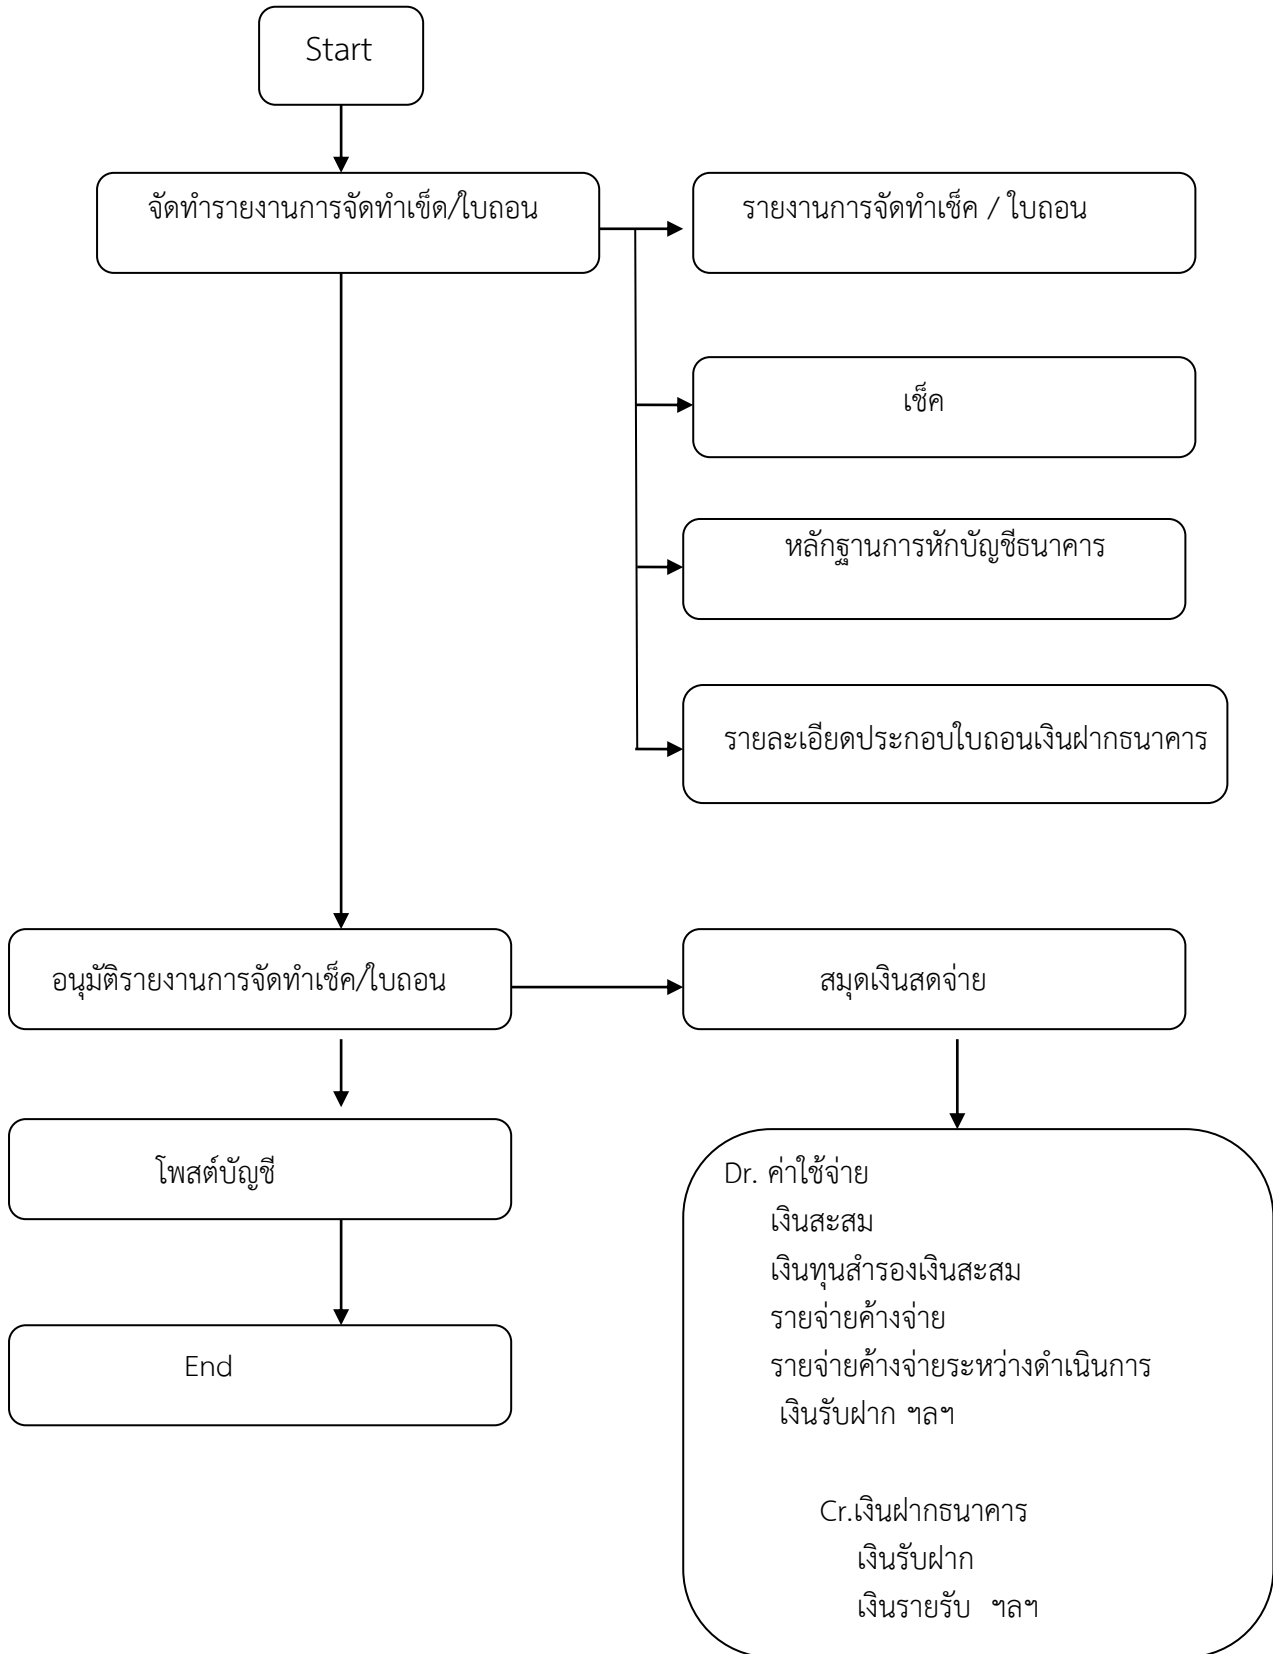 Start
จัดทำรายงานการจัดทำเข็ด/ใบถอน
รายงานการจัดทำเช็ค / ใบถอน
เช็ค
หลักฐานการหักบัญชีธนาคาร
รายละเอียดประกอบใบถอนเงินฝากธนาคาร
อนุมัติรายงานการจัดทำเช็ค/ใบถอน
สมุดเงินสดจ่าย
โพสต์บัญชี
End
Dr. ค่าใช้จ่าย
เงินสะสม
เงินทุนสำรองเงินสะสม
รายจ่ายค้างจ่าย
รายจ่ายค้างจ่ายระหว่างดำเนินการ
เงินรับฝาก ฯลฯ
Cr.เงินฝากธนาคาร
เงินรับฝาก
เงินรายรับ ฯลฯ